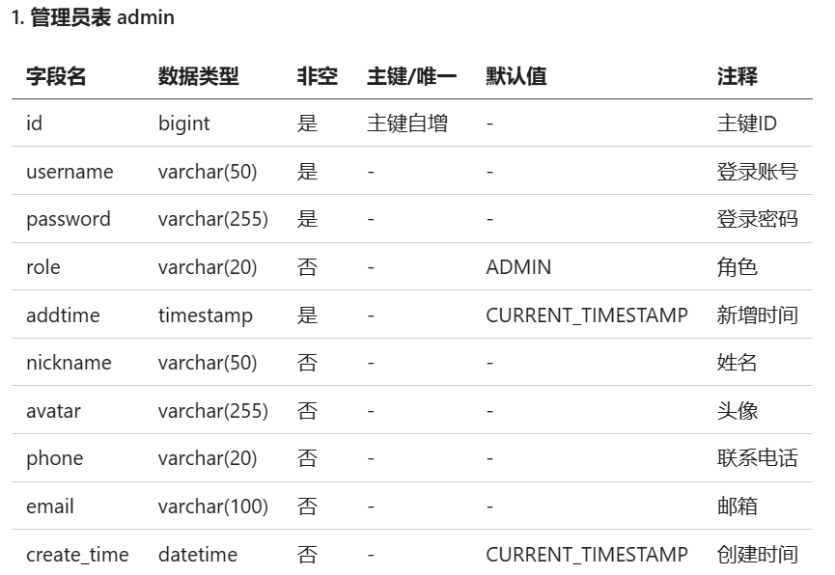 1. 管理员表 admin
字段名 数据类型 非空 主键/唯一 默认值 注释
id bigint 是 主键自增 - 主键ID
username varchar(50) 是 - - 登录账号
password varchar(255) 是 - - 登录密码
role varchar(20) 否 - ADMIN 角色
addtime timestamp 是 - CURRENT_TIMESTAMP 新增时间
nickname varchar(50) 否 - - 姓名
avatar varchar(255) 否 - - 头像
phone varchar(20) 否 - - 联系电话
email varchar(100) 否 - - 邮箱
create_time datetime 否 - CURRENT_TIMESTAMP 创建时间